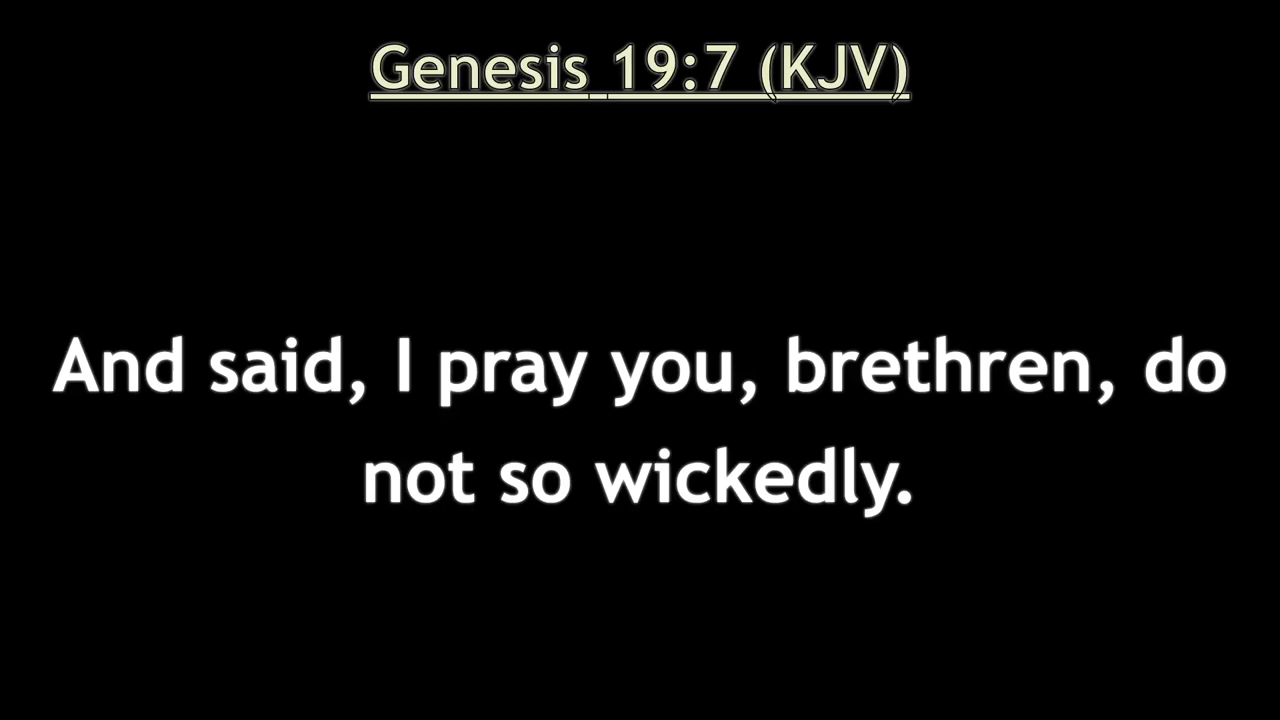 Genesis 19:7 (KJV)
And said, I pray you, brethren, do
not so wickedly.